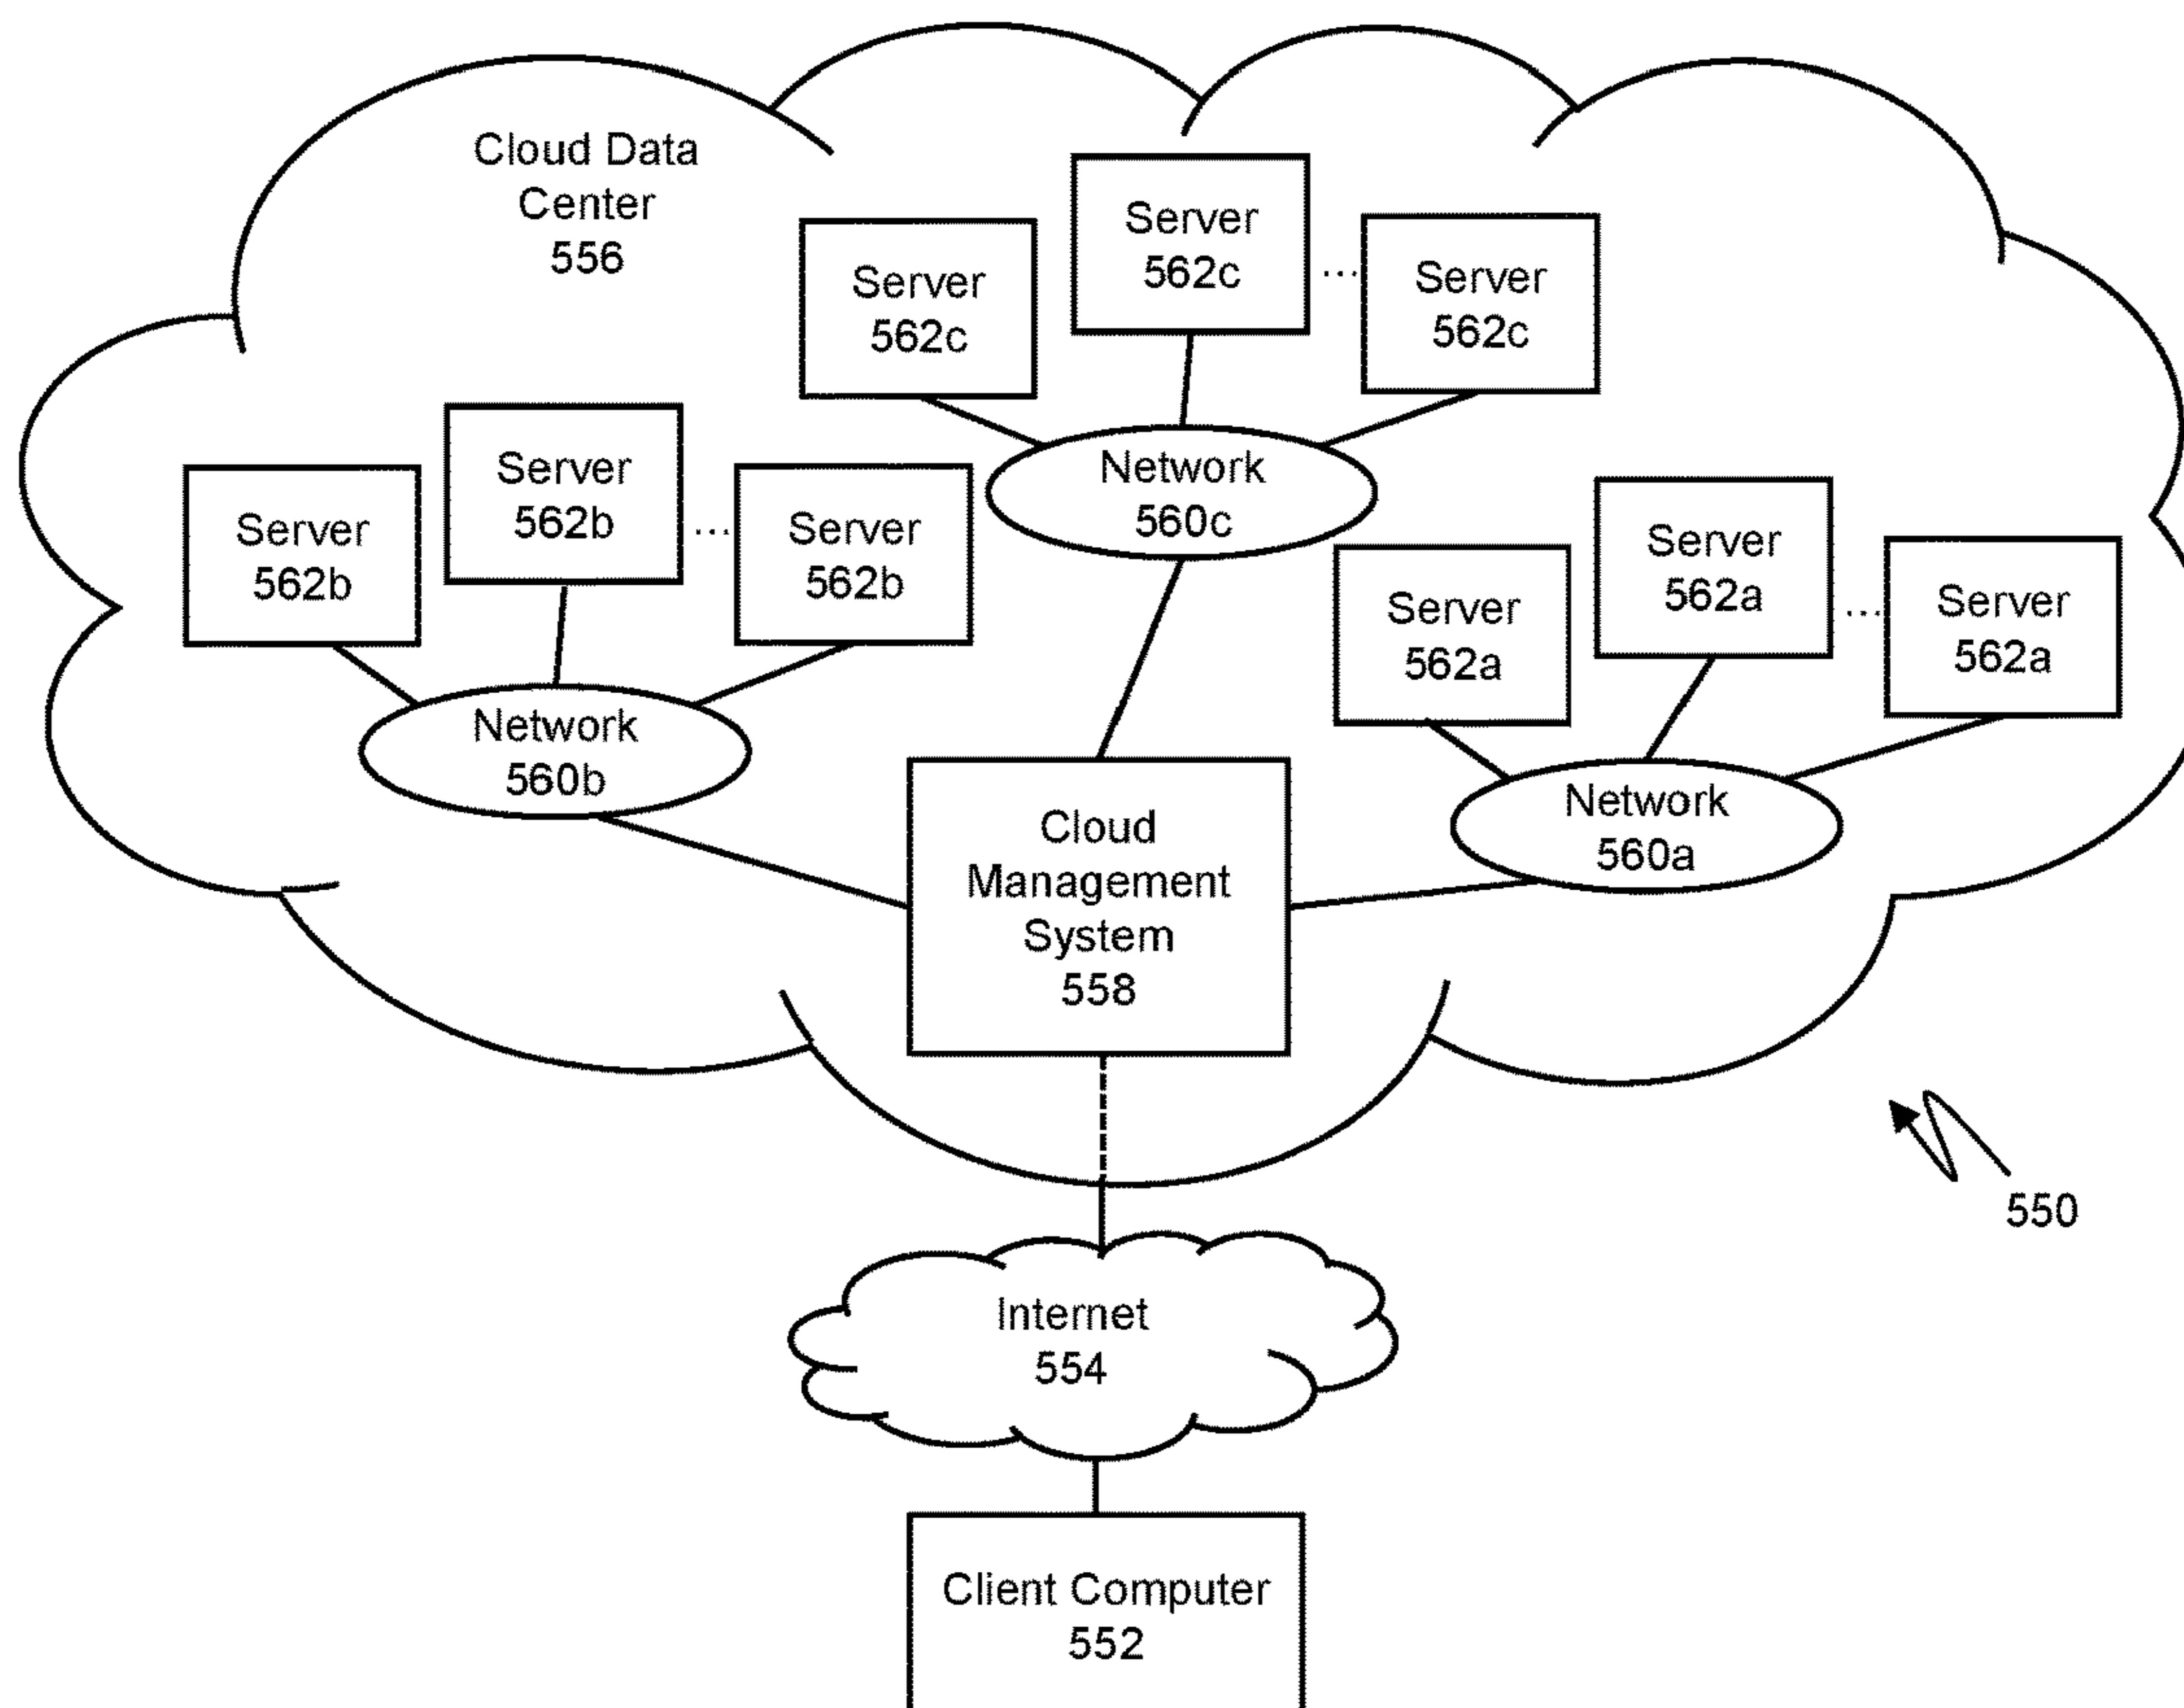 Cloud Data
Center
556
Server
562c
Server
562c
...
Server
562c
Server
562b
Server
562b
...
Server
562b
Network
560c
Server
562a
Server
562a
...
Server
562a
Network
560b
Network
560a
Cloud
Management
System
558
550
Internet
554
Client Computer
552